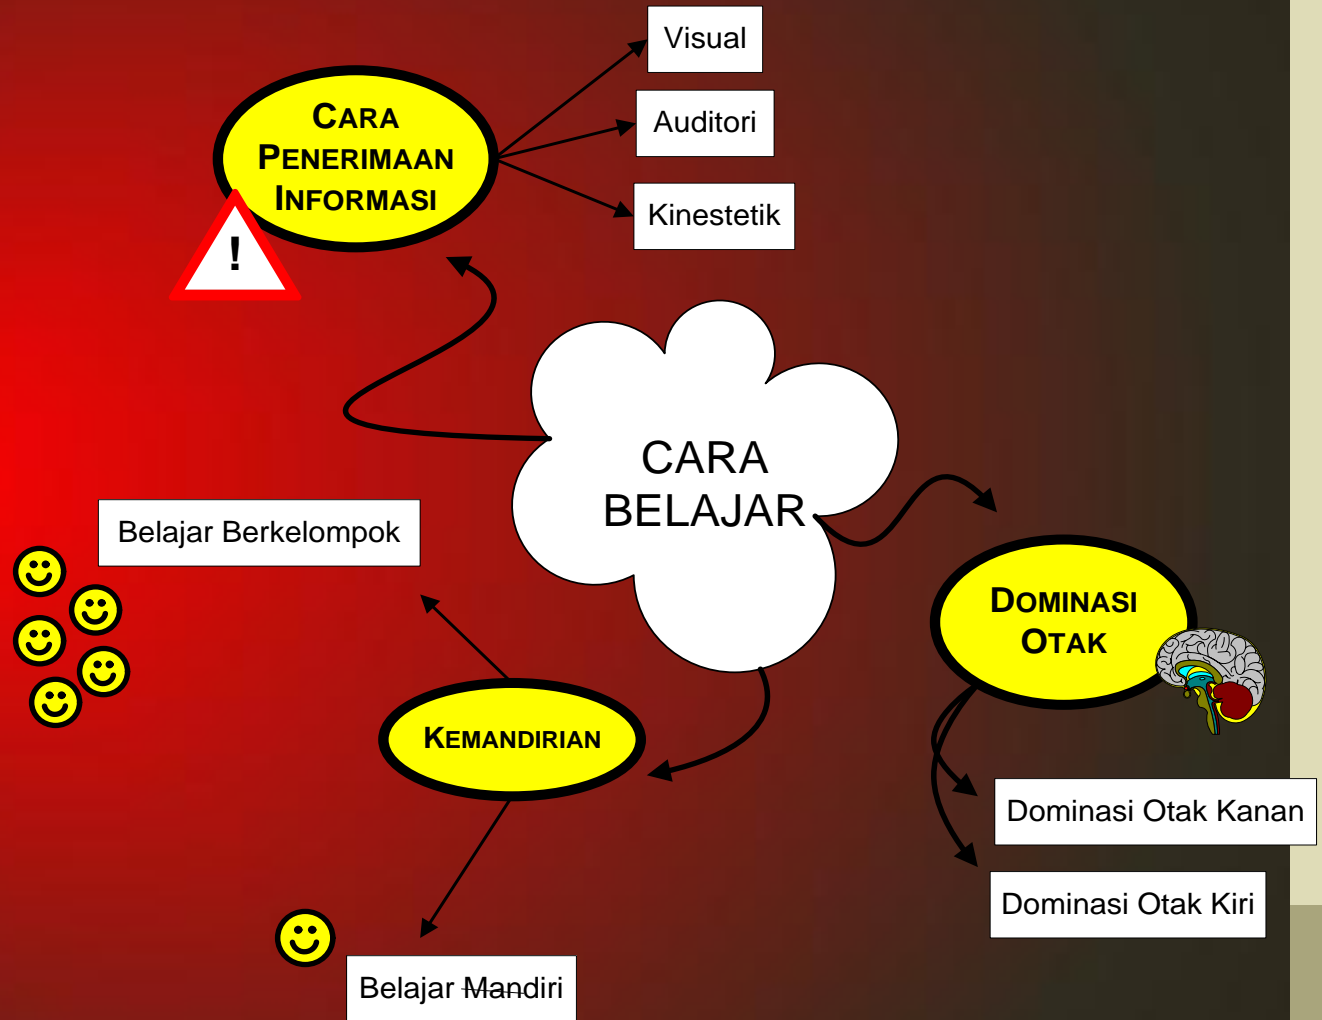 Visual
CARA
PENERIMAAN
INFORMASI
Auditori
Kinestetik
!
CARA
BELAJAR
Belajar Berkelompok
DOMINASI
OTAK
KEMANDIRIAN
Dominasi Otak Kanan
Dominasi Otak Kiri
Belajar Mandiri